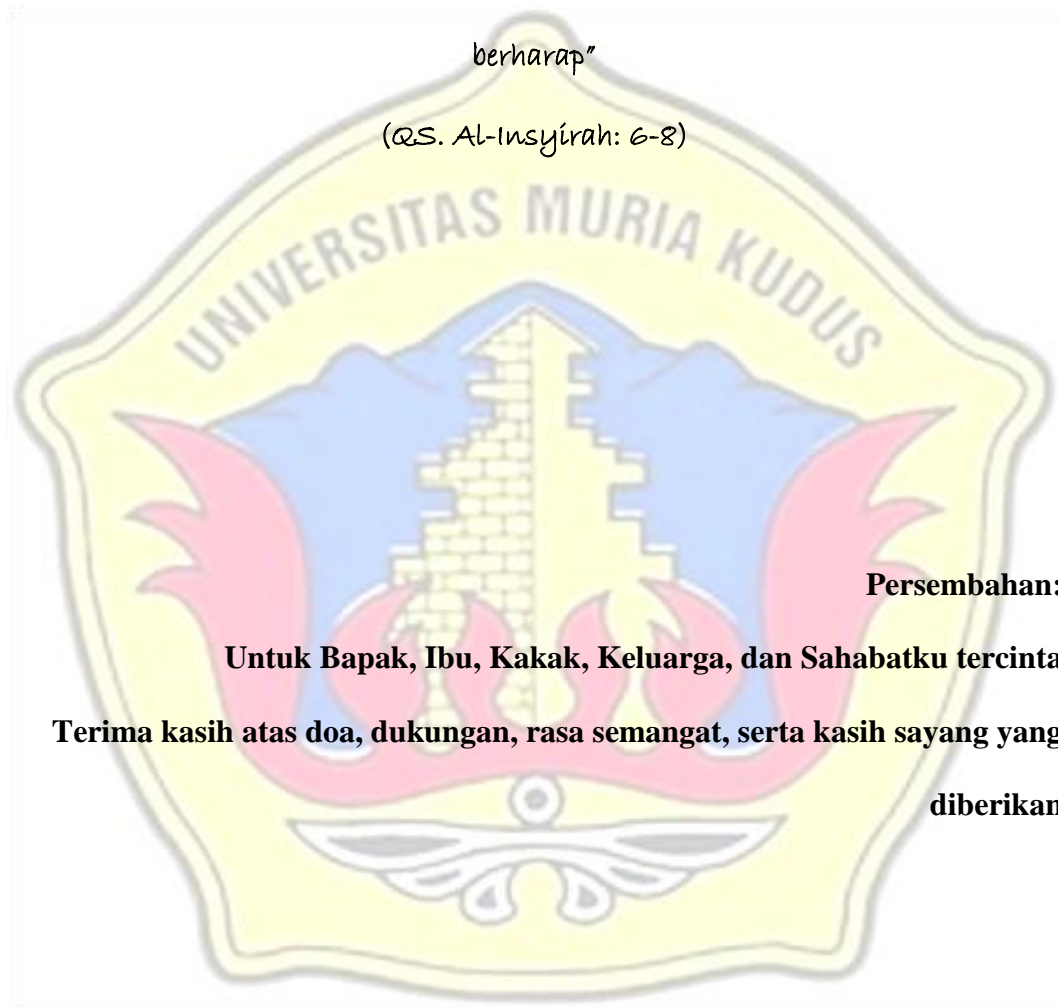 berharap"
(QS. Al-Insyirah: 6-8)
UNIVERSITAS MURIA KUDUS
Persembahan:
Untuk Bapak, Ibu, Kakak, Keluarga, dan Sahabatku tercinta
Terima kasih atas doa, dukungan, rasa semangat, serta kasih sayang yang
diberikan